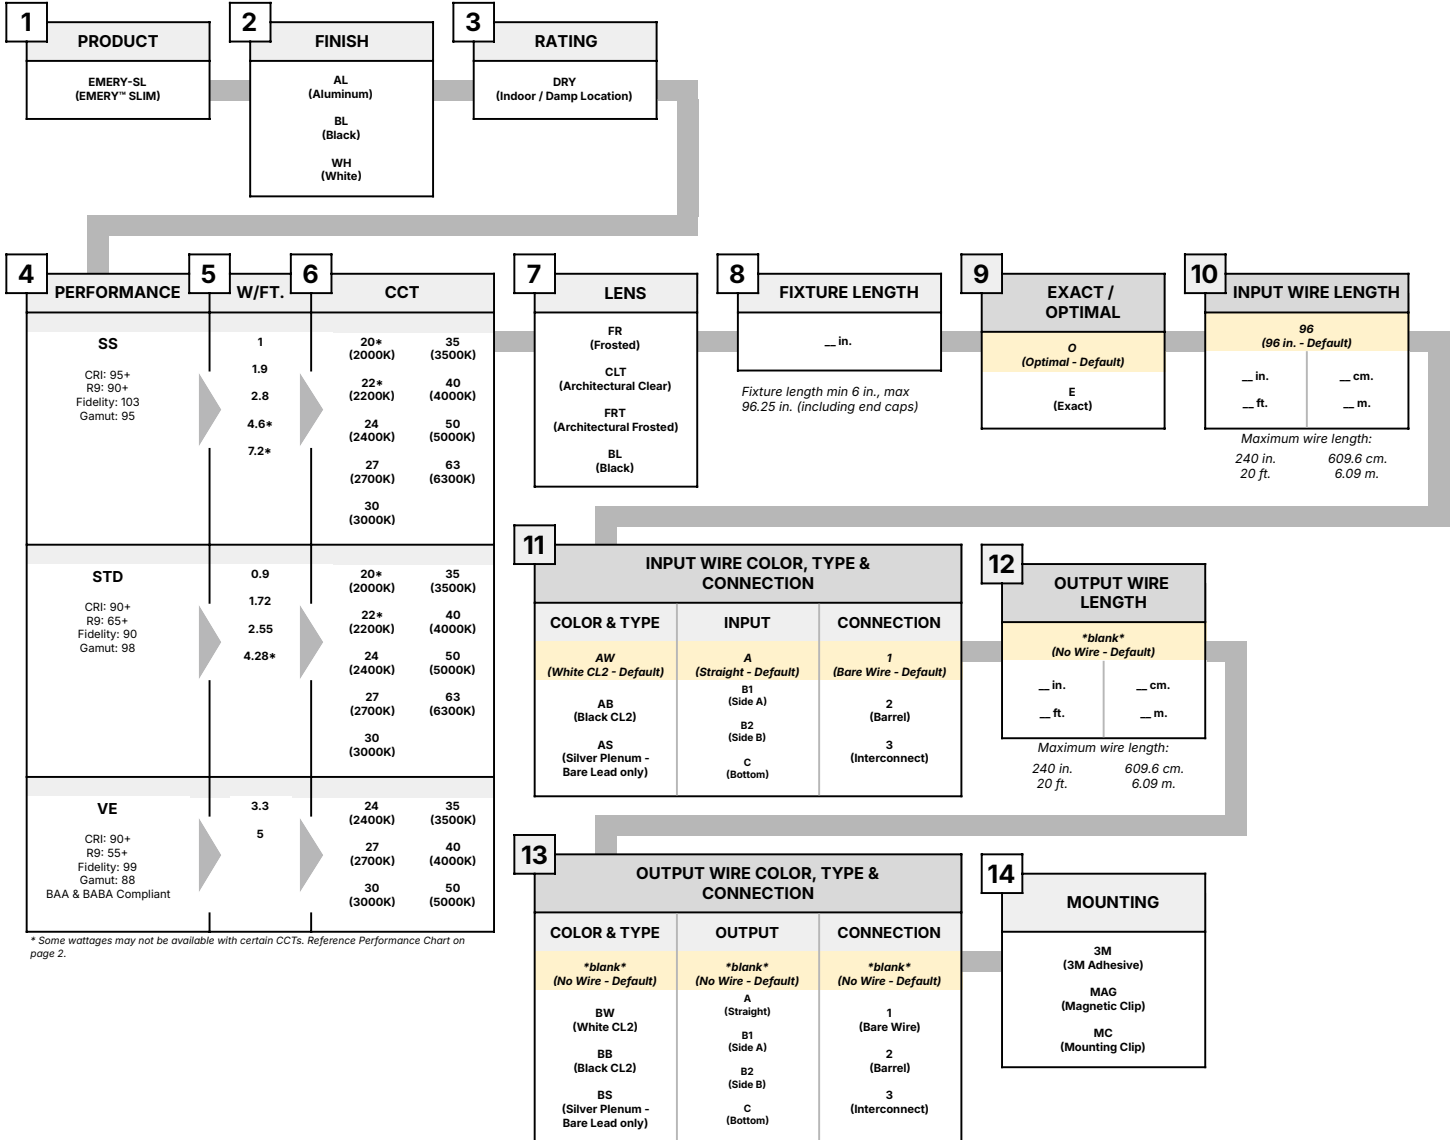 1
PRODUCT
EMERY-SL
(EMERY™ SLIM)
2
FINISH
AL
(Aluminum)
BL
(Black)
WH
(White)
3
RATING
DRY
(Indoor / Damp Location)
4
PERFORMANCE
5
W/FT.
6
CCT
SS
CRI: 95+
R9: 90+
Fidelity: 103
Gamut: 95
1
1.9
2.8
4.6*
7.2*
20*
(2000K)
22*
(2200K)
24
(2400K)
27
(2700K)
30
(3000K)
35
(3500K)
40
(4000K)
50
(5000K)
63
(6300K)
STD
CRI: 90+
R9: 65+
Fidelity: 90
Gamut: 98
0.9
1.72
2.55
4.28*
20*
(2000K)
22*
(2200K)
24
(2400K)
27
(2700K)
30
(3000K)
35
(3500K)
40
(4000K)
50
(5000K)
63
(6300K)
VE
CRI: 90+
R9: 55+
Fidelity: 99
Gamut: 88
BAA & BABA Compliant
3.3
5
24
(2400K)
27
(2700K)
30
(3000K)
35
(3500K)
40
(4000K)
50
(5000K)
* Some wattages may not be available with certain CCTs. Reference Performance Chart on
page 2.
7
LENS
FR
(Frosted)
CLT
(Architectural Clear)
FRT
(Architectural Frosted)
BL
(Black)
8
FIXTURE LENGTH
__ in.
Fixture length min 6 in., max
96.25 in. (including end caps)
9
EXACT /
OPTIMAL
O
(Optimal - Default)
E
(Exact)
10
INPUT WIRE LENGTH
96
(96 in. - Default)
__ in.
__ cm.
__ ft.
__ m.
Maximum wire length:
240 in.
609.6 cm.
20 ft.
6.09 m.
11
INPUT WIRE COLOR, TYPE &
CONNECTION
COLOR & TYPE
INPUT
CONNECTION
AW
(White CL2 - Default)
AB
(Black CL2)
AS
(Silver Plenum -
Bare Lead only)
A
(Straight - Default)
B1
(Side A)
B2
(Side B)
C
(Bottom)
1
(Bare Wire - Default)
2
(Barrel)
3
(Interconnect)
12
OUTPUT WIRE
LENGTH
*blank*
(No Wire - Default)
__ in.
__ cm.
__ ft.
__ m.
Maximum wire length:
240 in.
609.6 cm.
20 ft.
6.09 m.
13
OUTPUT WIRE COLOR, TYPE &
CONNECTION
COLOR & TYPE
OUTPUT
CONNECTION
*blank*
(No Wire - Default)
BW
(White CL2)
BB
(Black CL2)
BS
(Silver Plenum -
Bare Lead only)
*blank*
(No Wire - Default)
A
(Straight)
B1
(Side A)
B2
(Side B)
C
(Bottom)
*blank*
(No Wire - Default)
1
(Bare Wire)
2
(Barrel)
3
(Interconnect)
14
MOUNTING
3M
(3M Adhesive)
MAG
(Magnetic Clip)
MC
(Mounting Clip)